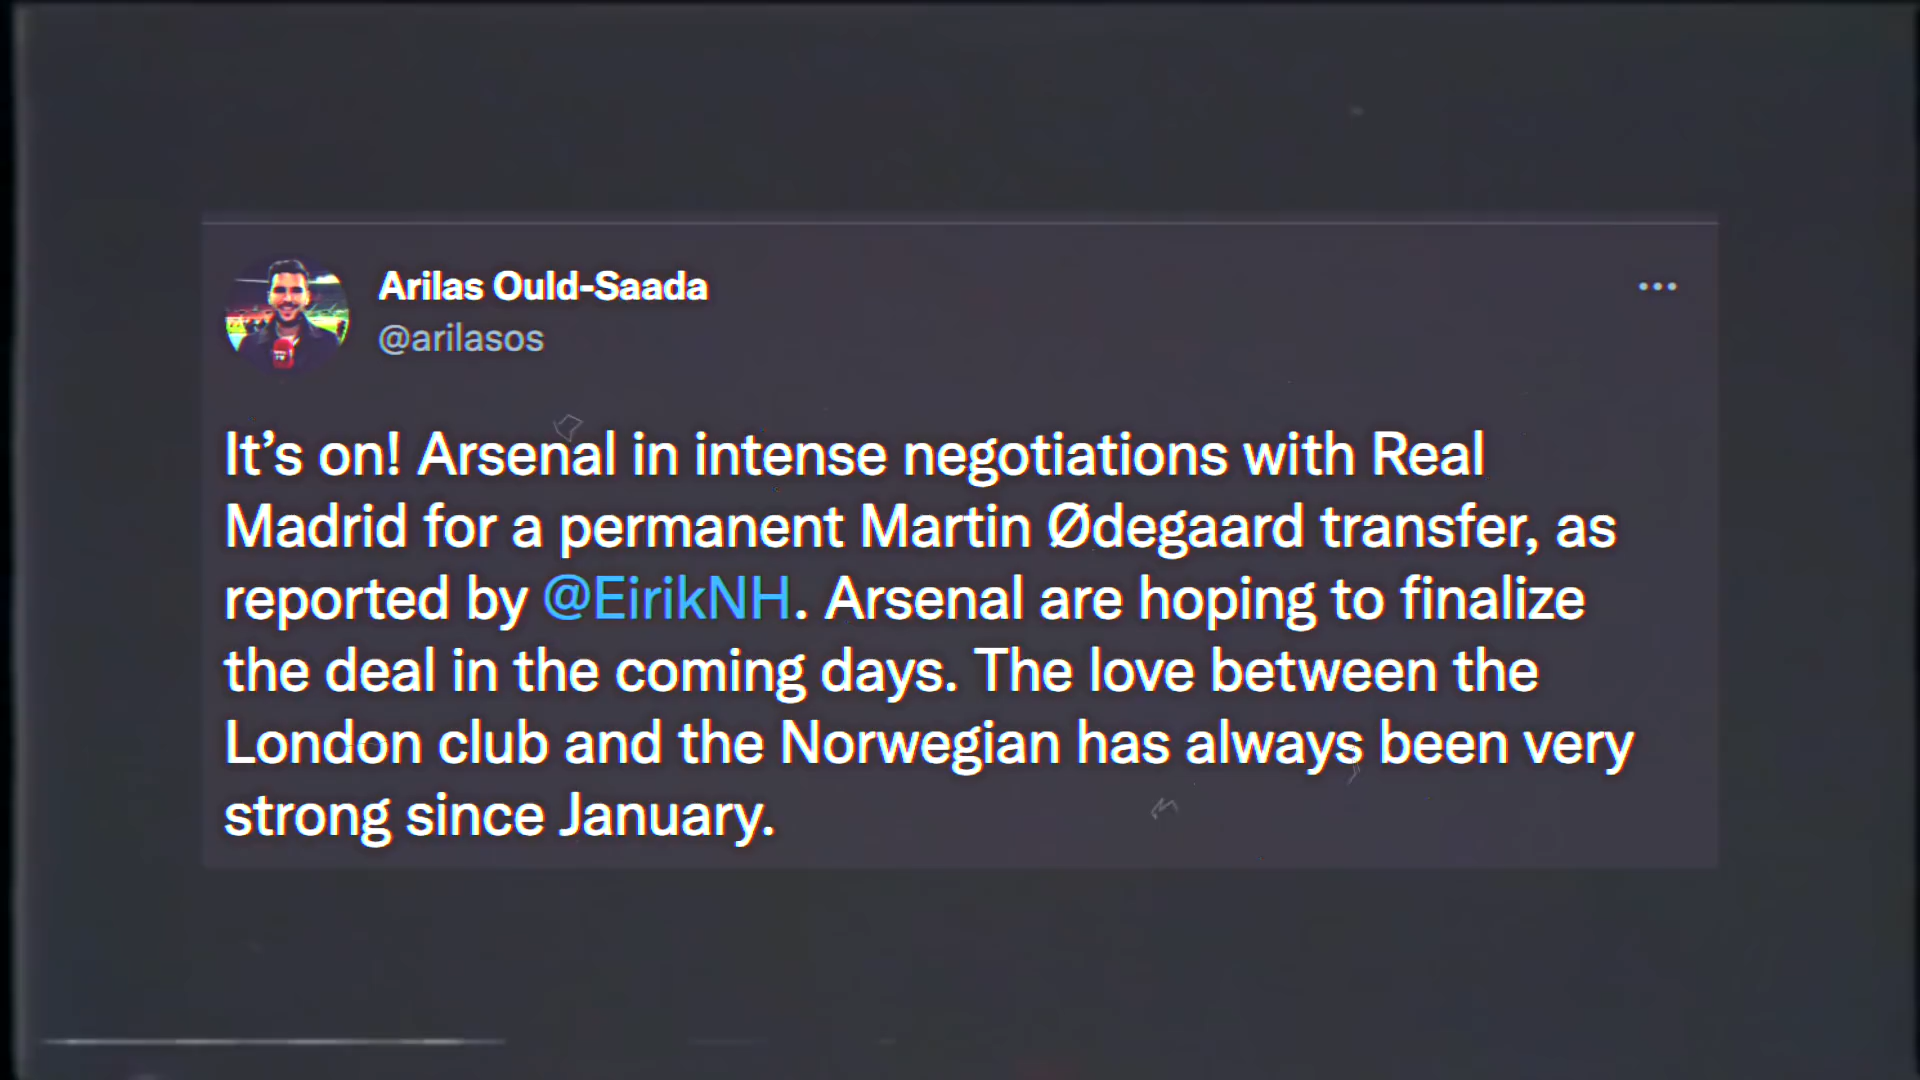 Arilas Ould-Saada
@arilasos
It’s on! Arsenal in intense negotiations with Real
Madrid for a permanent Martin Ødegaard transfer, as
reported by @EirikNH. Arsenal are hoping to finalize
the deal in the coming days. The love between the
London club and the Norwegian has always been very
strong since January.